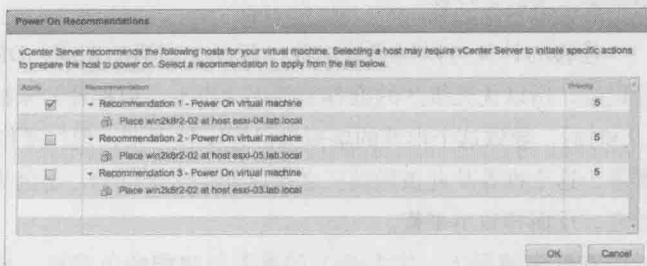 Power On Recommendations
vCenter Server recommends the following hosts for your virtual machine. Selecting a host may require vCenter Server to initiate specific actions
to prepare the host to power on. Select a recommendation to apply from the list below.
Apply Recommendation Priority
Recommendation 1 - Power On virtual machine 5
Place win2k8r2-02 at host esxi-04.lab.local
Recommendation 2 - Power On virtual machine 5
Place win2k8r2-02 at host esxi-05.lab.local
Recommendation 3 - Power On virtual machine 5
Place win2k8r2-02 at host esxi-03.lab.local
OK Cancel